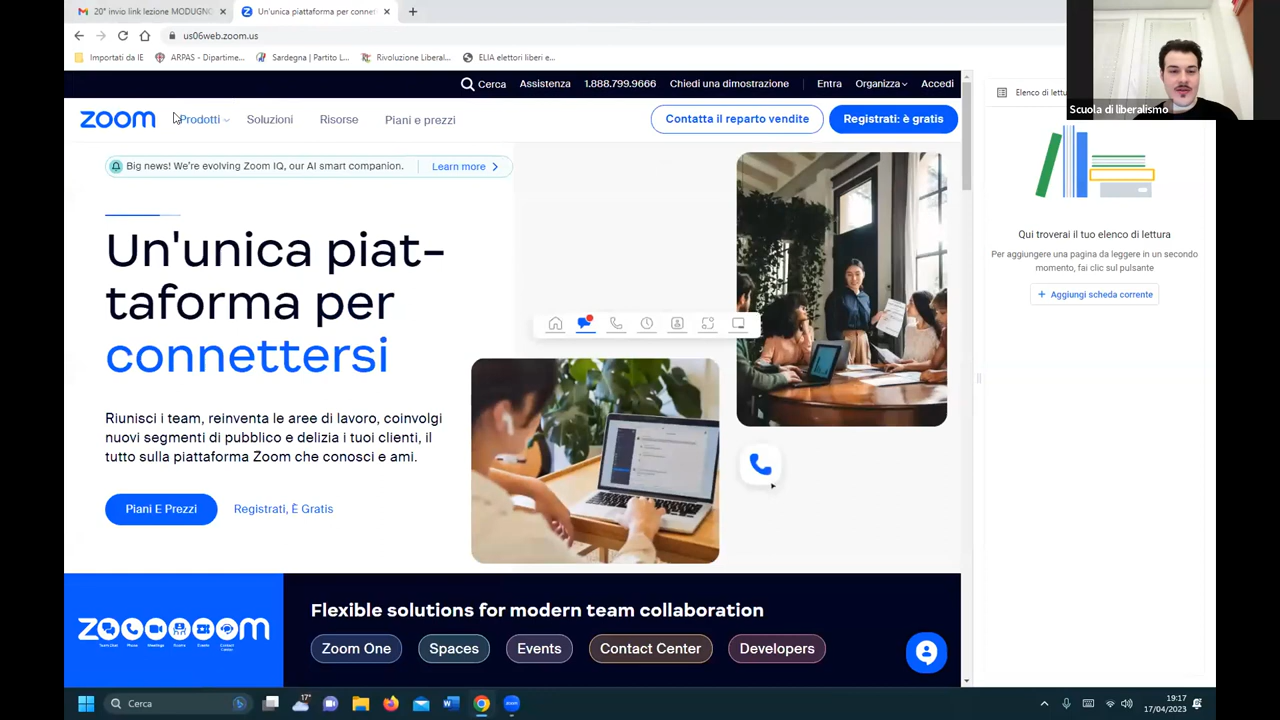 20° invio link lezione MODUGNO
Un'unica piattaforma per connet
us06web.zoom.us
Importati da IE
ARPAS - Dipartime...
Sardegna | Partito L...
Rivoluzione Liberal...
ELIA elettori liberi e...
Cerca
Assistenza
1.888.799.9666
Chiedi una dimostrazione
Entra
Organizza
Accedi
zoom
Prodotti
Soluzioni
Risorse
Piani e prezzi
Contatta il reparto vendite
Registrati: è gratis
Big news! We're evolving Zoom IQ, our AI smart companion.
Learn more
Un'unica piat-
taforma per
connettersi
Riunisci i team, reinventa le aree di lavoro, coinvolgi
nuovi segmenti di pubblico e delizia i tuoi clienti, il
tutto sulla piattaforma Zoom che conosci e ami.
Piani E Prezzi
Registrati, È Gratis
Flexible solutions for modern team collaboration
Zoom One
Spaces
Events
Contact Center
Developers
Elenco di lettu
Scuola di liberalismo
Qui troverai il tuo elenco di lettura
Per aggiungere una pagina da leggere in un secondo
momento, fai clic sul pulsante
Aggiungi scheda corrente
Cerca
17°
19:17
17/04/2023